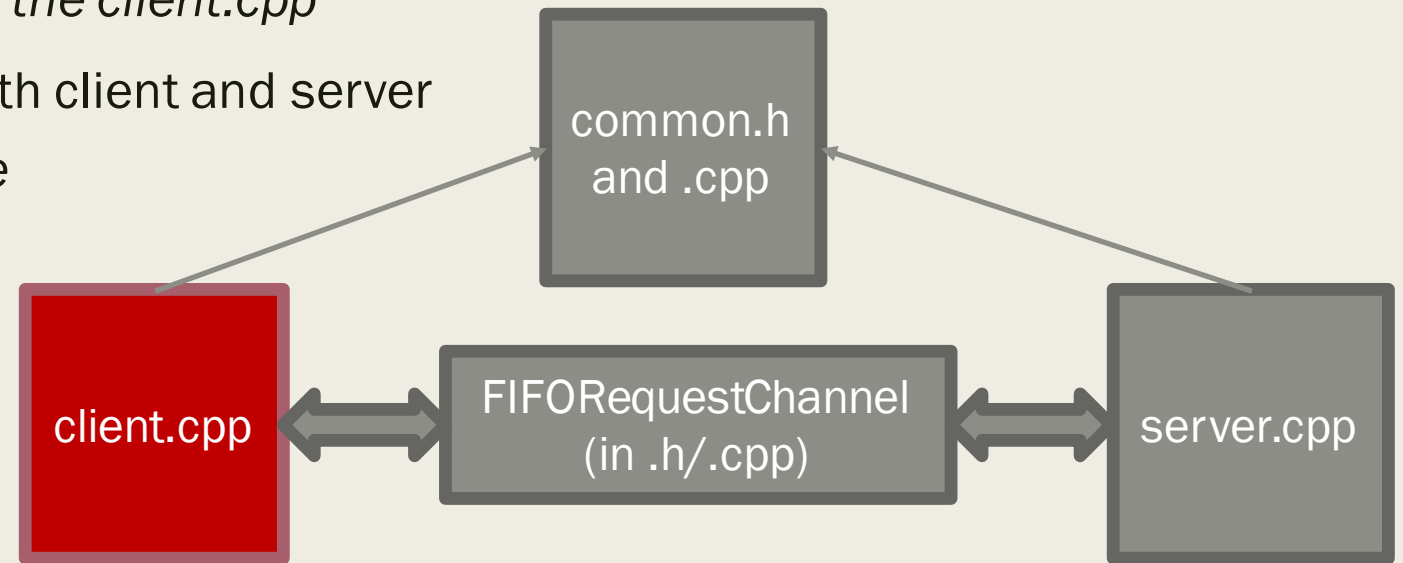 the client.cpp
th client and server
e
common.h
and .cpp
client.cpp
FIFORequestChannel
(in .h/.cpp)
server.cpp